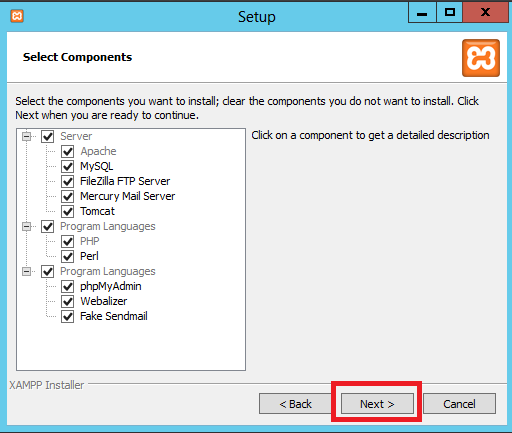 Setup
Select Components
Select the components you want to install; clear the components you do not want to install. Click
Next when you are ready to continue.
Server
Apache
MySQL
FileZilla FTP Server
Mercury Mail Server
Tomcat
Program Languages
PHP
Perl
Program Languages
phpMyAdmin
Webalizer
Fake Sendmail
Click on a component to get a detailed description
XAMPP Installer
< Back
Next >
Cancel